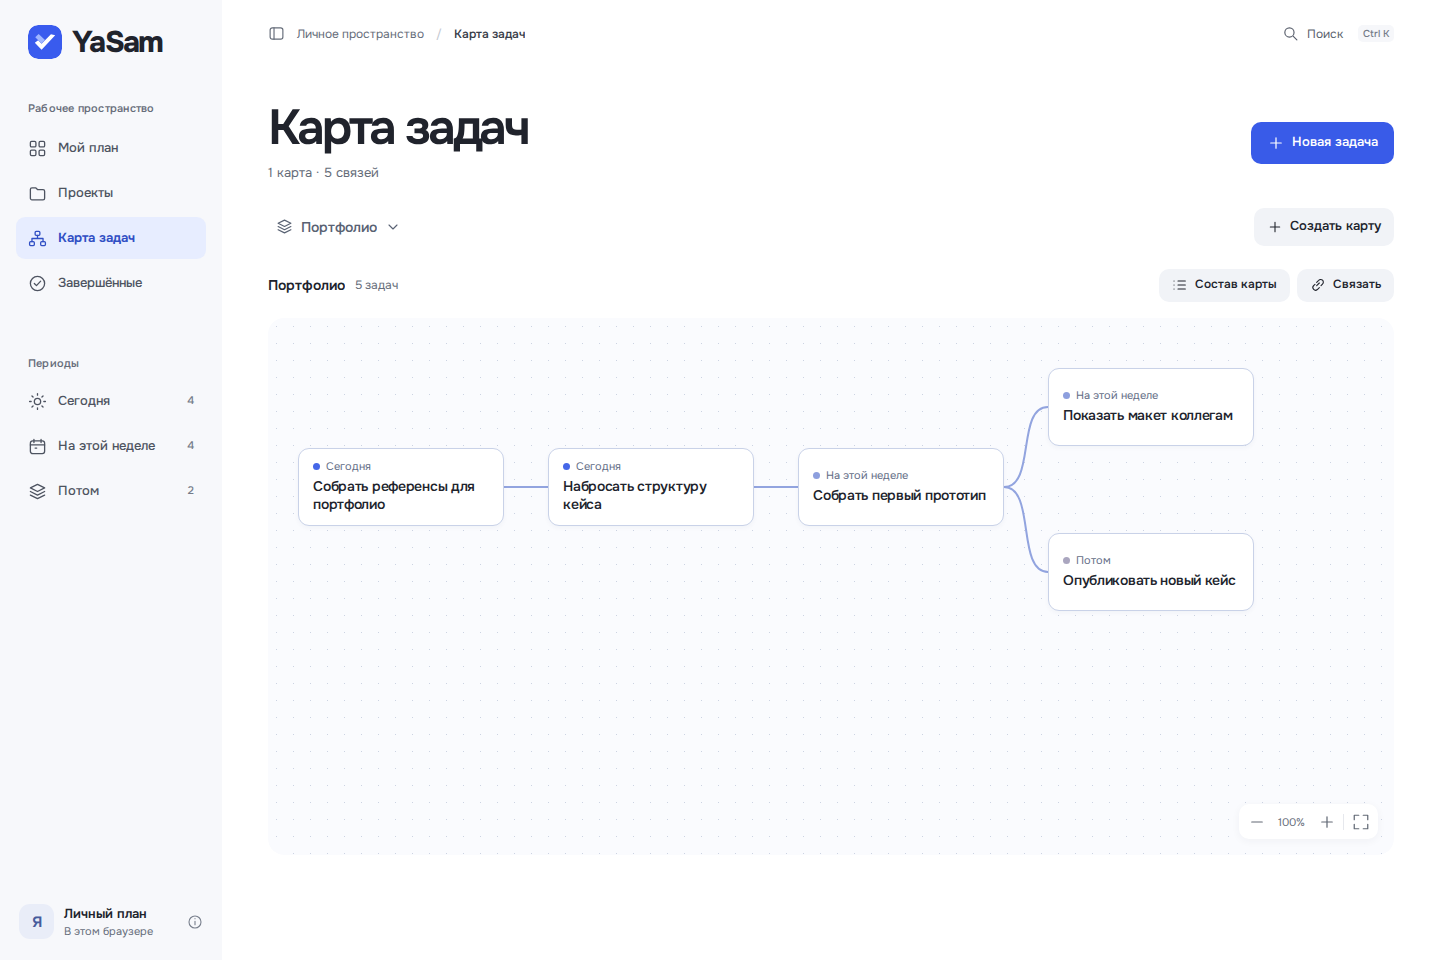 YaSam
Рабочее пространство
Мой план
Проекты
Карта задач
Завершённые
Периоды
Сегодня 4
На этой неделе 4
Потом 2
Я
Личный план
В этом браузере
Личное пространство / Карта задач
Поиск Ctrl K
Карта задач
1 карта · 5 связей
Новая задача
Портфолио
Создать карту
Портфолио 5 задач
Состав карты
Связать
Сегодня
Собрать референсы для
портфолио
Сегодня
Набросать структуру
кейса
На этой неделе
Собрать первый прототип
На этой неделе
Показать макет коллегам
Потом
Опубликовать новый кейс
100%